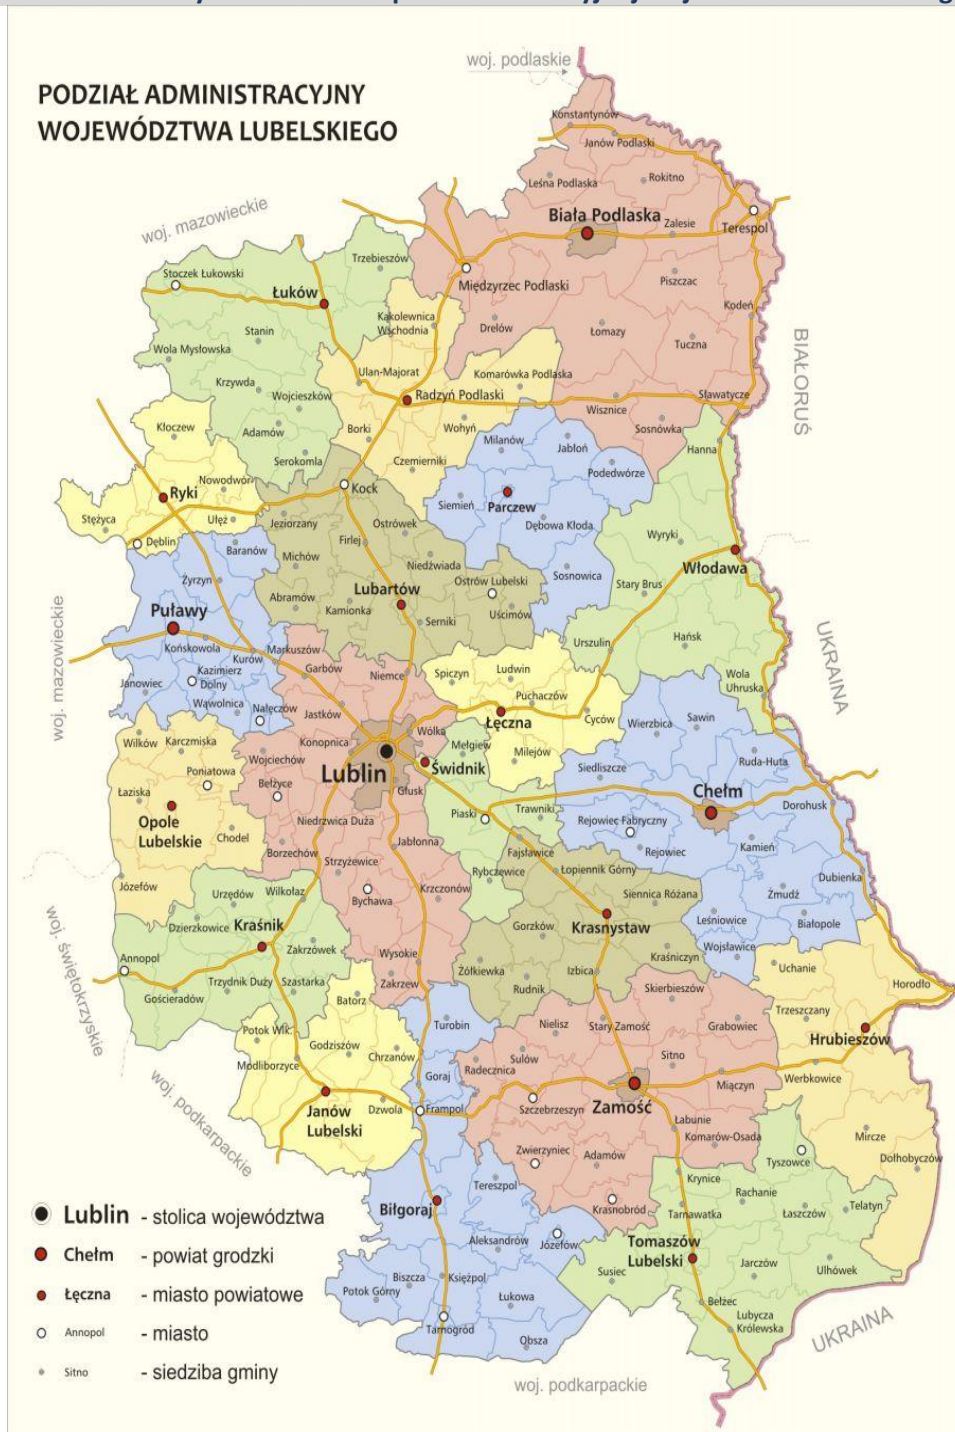 woj. podlaskie
PODZIAŁ ADMINISTRACYJNY
WOJEWÓDZTWA LUBELSKIEGO
Konstantynów
Janów Podlaski
Leśna Podlaska
Rokitno
woj. mazowieckie
Biała Podlaska
Zalesie
Terespol
Trzebieszów
Stoczek Łukowski
Międzyrzec Podlaski
Piszczac
Łuków
Kodeń
Kąkolewnica
Wschodnia
Drelów
Łomazy
Stanin
Tuczna
BIAŁORUŚ
Wola Mysłowska
Ulan-Majorat
Komarówka Podlaska
Krzywda
Wojcieszków
Radzyń Podlaski
Sławatycze
Wisznice
Kłoczew
Adamów
Borki
Wohyń
Sosnówka
Milanów
Jabłoń
Hanna
Serokomla
Czemierniki
Podedwórze
Nowodwór
Ryki
Kock
Siemień
Parczew
Stężyca
Ułęż
Jeziorzany
Ostrówek
Dębowa Kłoda
Dęblin
Baranów
Firlej
Wyryki
Michów
Niedźwiada
Włodawa
Żyrzyn
Ostrów Lubelski
Sosnowica
Stary Brus
Abramów
Lubartów
Puławy
Kamionka
Uścimów
Serniki
woj. mazowieckie
Końskowola
Markuszów
Urszulin
Hańsk
UKRAINA
Kurów
Garbów
Niemce
Spiczyn
Ludwin
Kazimierz
Dolny
Wola
Uhruska
Janowiec
Puchaczów
Wąwolnica
Nałęczów
Jastków
Łęczna
Cyców
Wierzbica
Sawin
Wilków
Karczmiska
Konopnica
Wólka
Mełgiew
Milejów
Wojciechów
Lublin
Świdnik
Siedliszcze
Ruda-Huta
Poniatowa
Bełżyce
Głusk
Chełm
Łaziska
Piaski
Trawniki
Dorohusk
Opole
Lubelskie
Niedrzwica Duża
Rejowiec Fabryczny
Chodel
Jabłonna
Kamień
Borzechów
Fajsławice
Rejowiec
Strzyżewice
Rybczewice
Łopiennik Górny
Dubienka
Józefów
Urzędów
Wilkołaz
Krzczonów
Siennica Różana
Żmudź
Bychawa
Dzierzkowice
Kraśnik
Gorzków
Krasnystaw
Leśniowice
Białopole
woj. świętokrzyskie
Zakrzówek
Wysokie
Wojsławice
Annopol
Żółkiewka
Izbica
Kraśniczyn
Uchanie
Trzydnik Duży
Szastarka
Zakrzew
Rudnik
Skierbieszów
Horodło
Gościeradów
Batorz
Trzeszczany
Turobin
Nielisz
Stary Zamość
Grabowiec
Potok Wlk.
Godziszów
Hrubieszów
Modliborzyce
Chrzanów
Sułów
Radecznica
Sitno
Goraj
Miączyn
Werbkowice
woj. podkarpackie
Janów
Lubelski
Dzwola
Frampol
Szczebrzeszyn
Zamość
Łabunie
Komarów-Osada
Mircze
Zwierzyniec
Adamów
Tyszowce
Dołhobyczów
Tereszpol
Krynice
Rachanie
Krasnobród
Tarnawatka
Łaszczów
Telatyn
Biłgoraj
Aleksandrów
Józefów
Tomaszów
Lubelski
Susiec
Jarczów
Ulhówek
Biszcza
Księżpol
Potok Górny
Łukowa
Bełżec
Lubycza
Królewska
Tarnogród
Obsza
UKRAINA
woj. podkarpackie
Lublin - stolica województwa
Chełm - powiat grodzki
Łęczna - miasto powiatowe
Annopol - miasto
Sitno - siedziba gminy